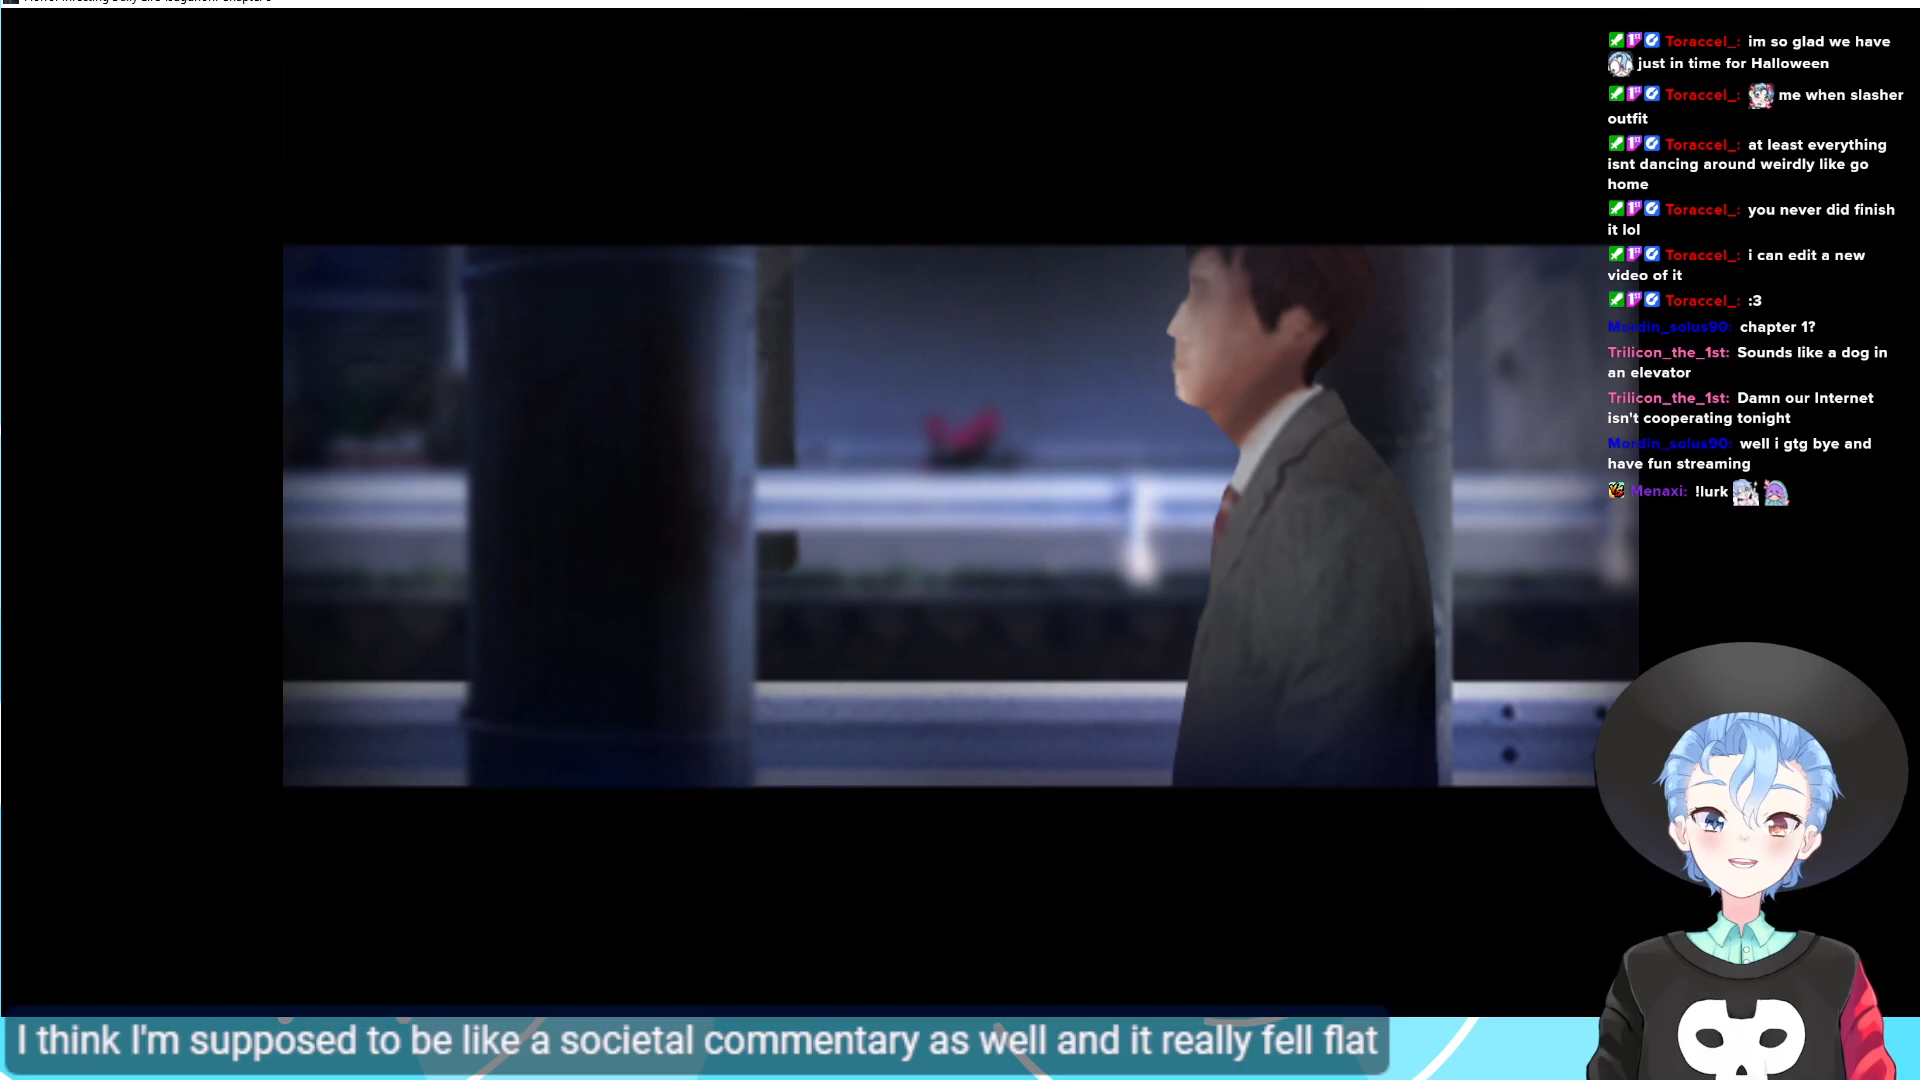 Toraccel_: im so glad we have
just in time for Halloween
Toraccel_: me when slasher
outfit
Toraccel_: at least everything
isnt dancing around weirdly like go
home
Toraccel_: you never did finish
it lol
Toraccel_: i can edit a new
video of it
Toraccel_: :3
Mordin_solus90: chapter 1?
Trilicon_the_1st: Sounds like a dog in
an elevator
Trilicon_the_1st: Damn our Internet
isn't cooperating tonight
Mordin_solus90: well i gtg bye and
have fun streaming
Menaxi: !lurk
I think I'm supposed to be like a societal commentary as well and it really fell flat